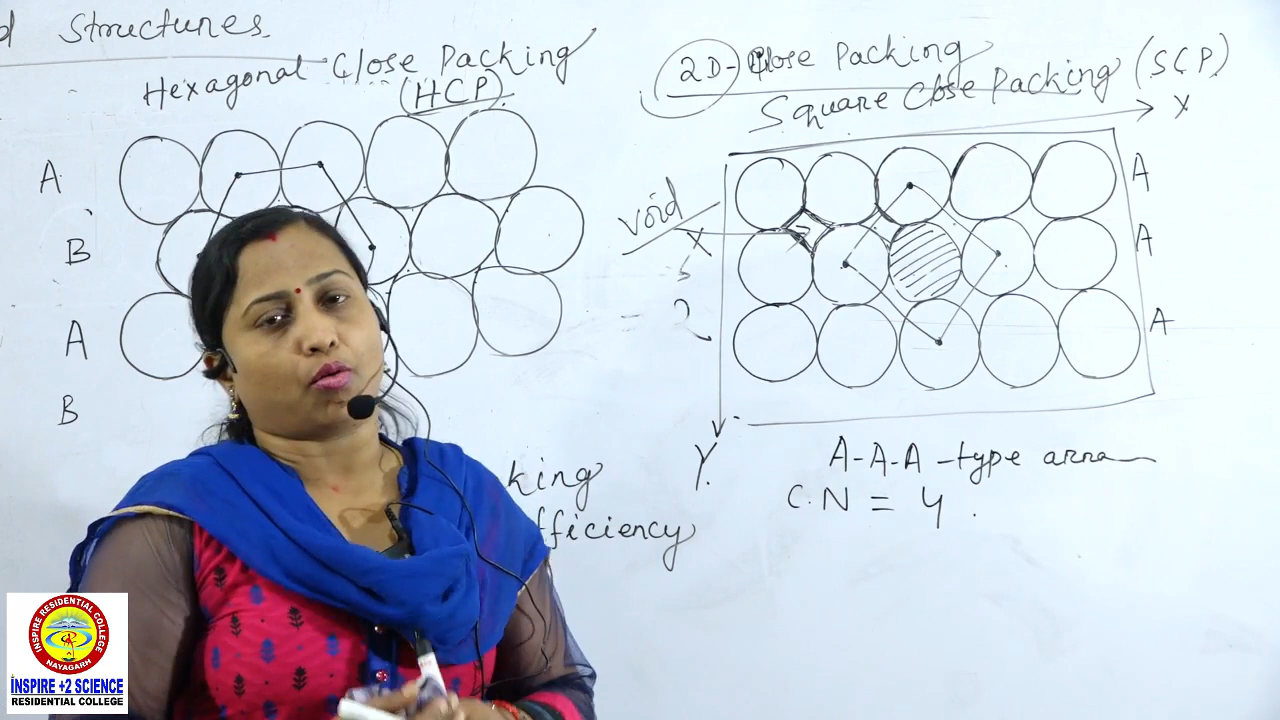 d Structures
Hexagonal Close Packing
(HCP)
A
B
A
B
king
fficiency
2D- Close Packing
Square Close Packing (SCP)
X
void
A
A
A
2
Y
A-A-A-type arra
C.N = 4.
INSPIRE RESIDENTIAL COLLEGE
NAYAGARH
INSPIRE +2 SCIENCE
RESIDENTIAL COLLEGE